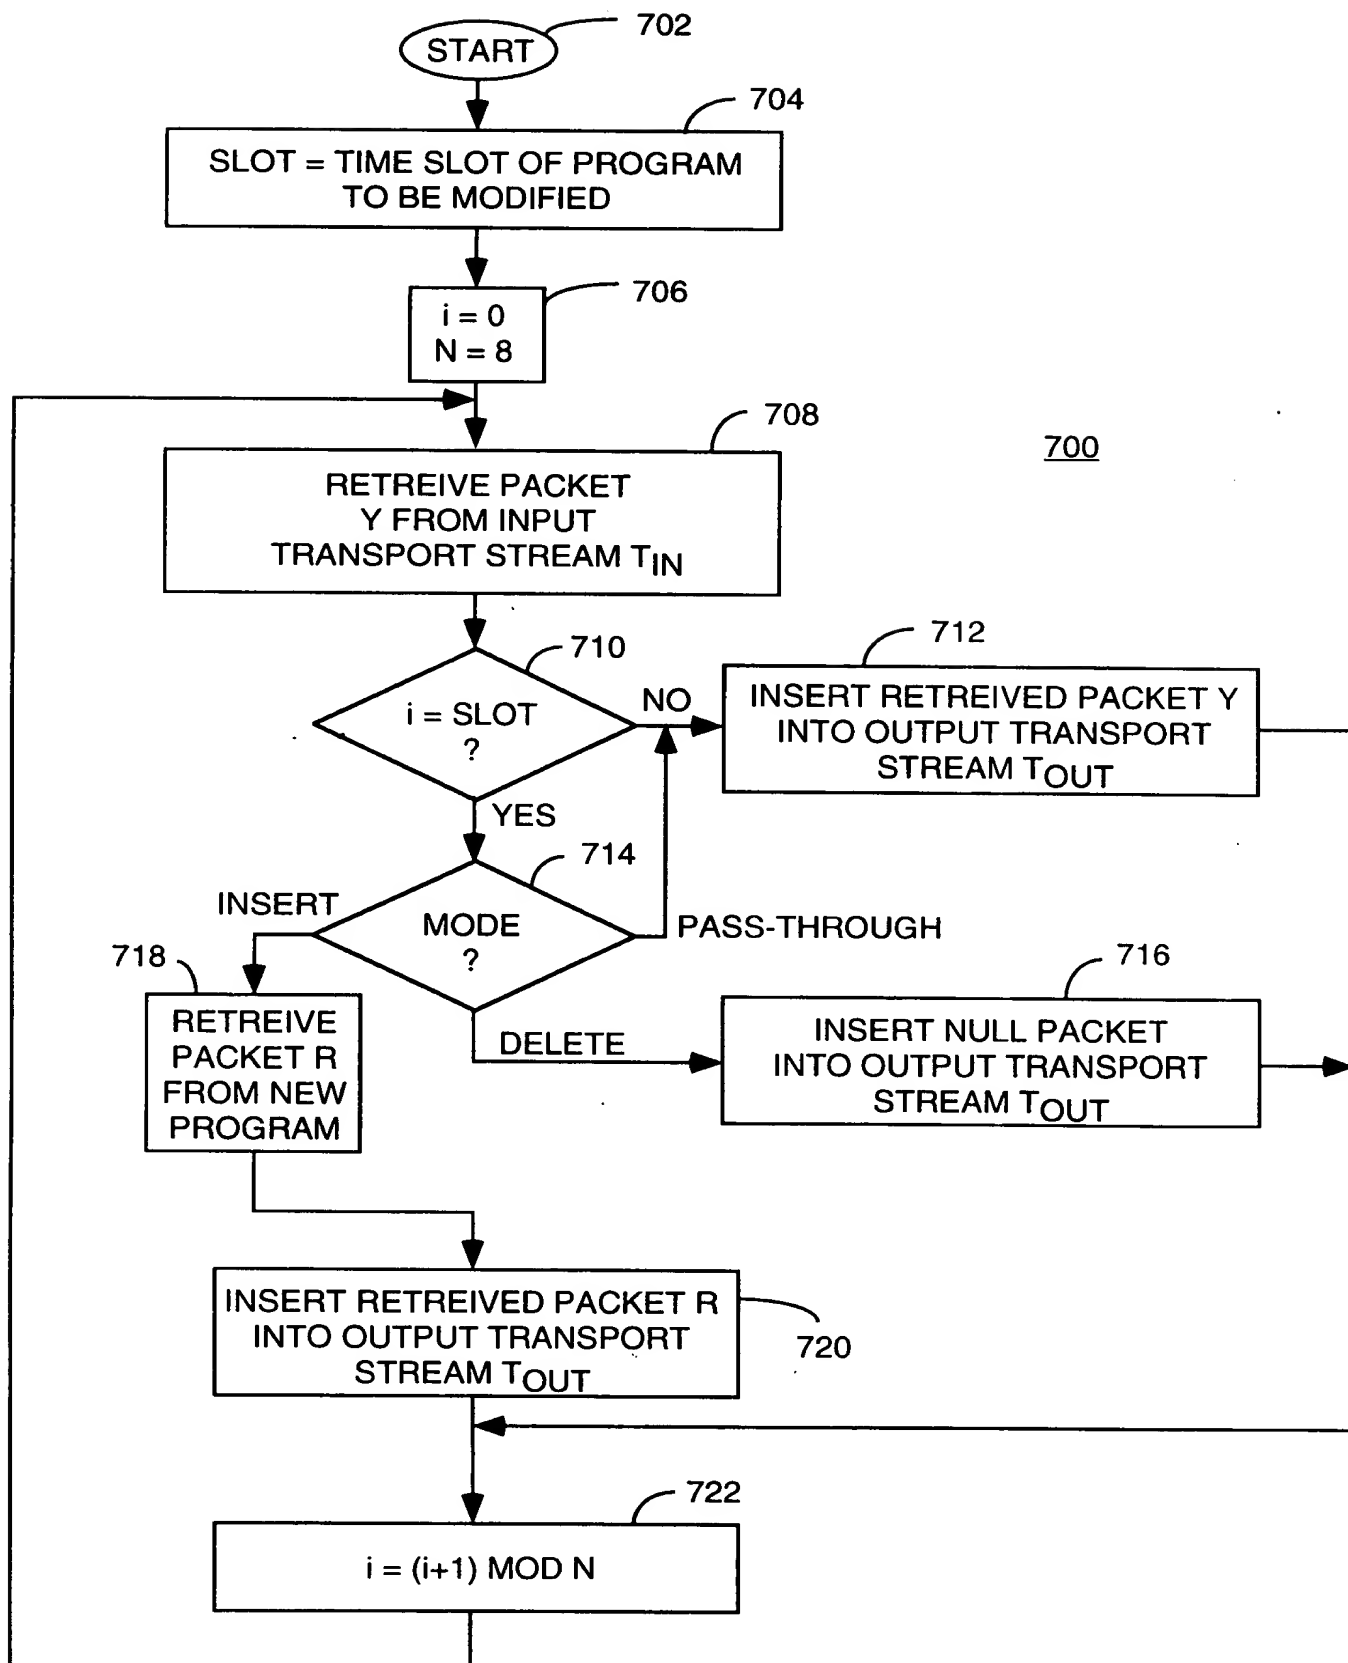 702
START
704
SLOT = TIME SLOT OF PROGRAM
TO BE MODIFIED
706
i = 0
N = 8
708
700
RETREIVE PACKET
Y FROM INPUT
TRANSPORT STREAM TIN
710
i = SLOT
?
NO
712
INSERT RETREIVED PACKET Y
INTO OUTPUT TRANSPORT
STREAM TOUT
YES
714
MODE
?
INSERT
PASS-THROUGH
718
RETREIVE
PACKET R
FROM NEW
PROGRAM
DELETE
716
INSERT NULL PACKET
INTO OUTPUT TRANSPORT
STREAM TOUT
INSERT RETREIVED PACKET R
INTO OUTPUT TRANSPORT
STREAM TOUT
720
722
i = (i+1) MOD N